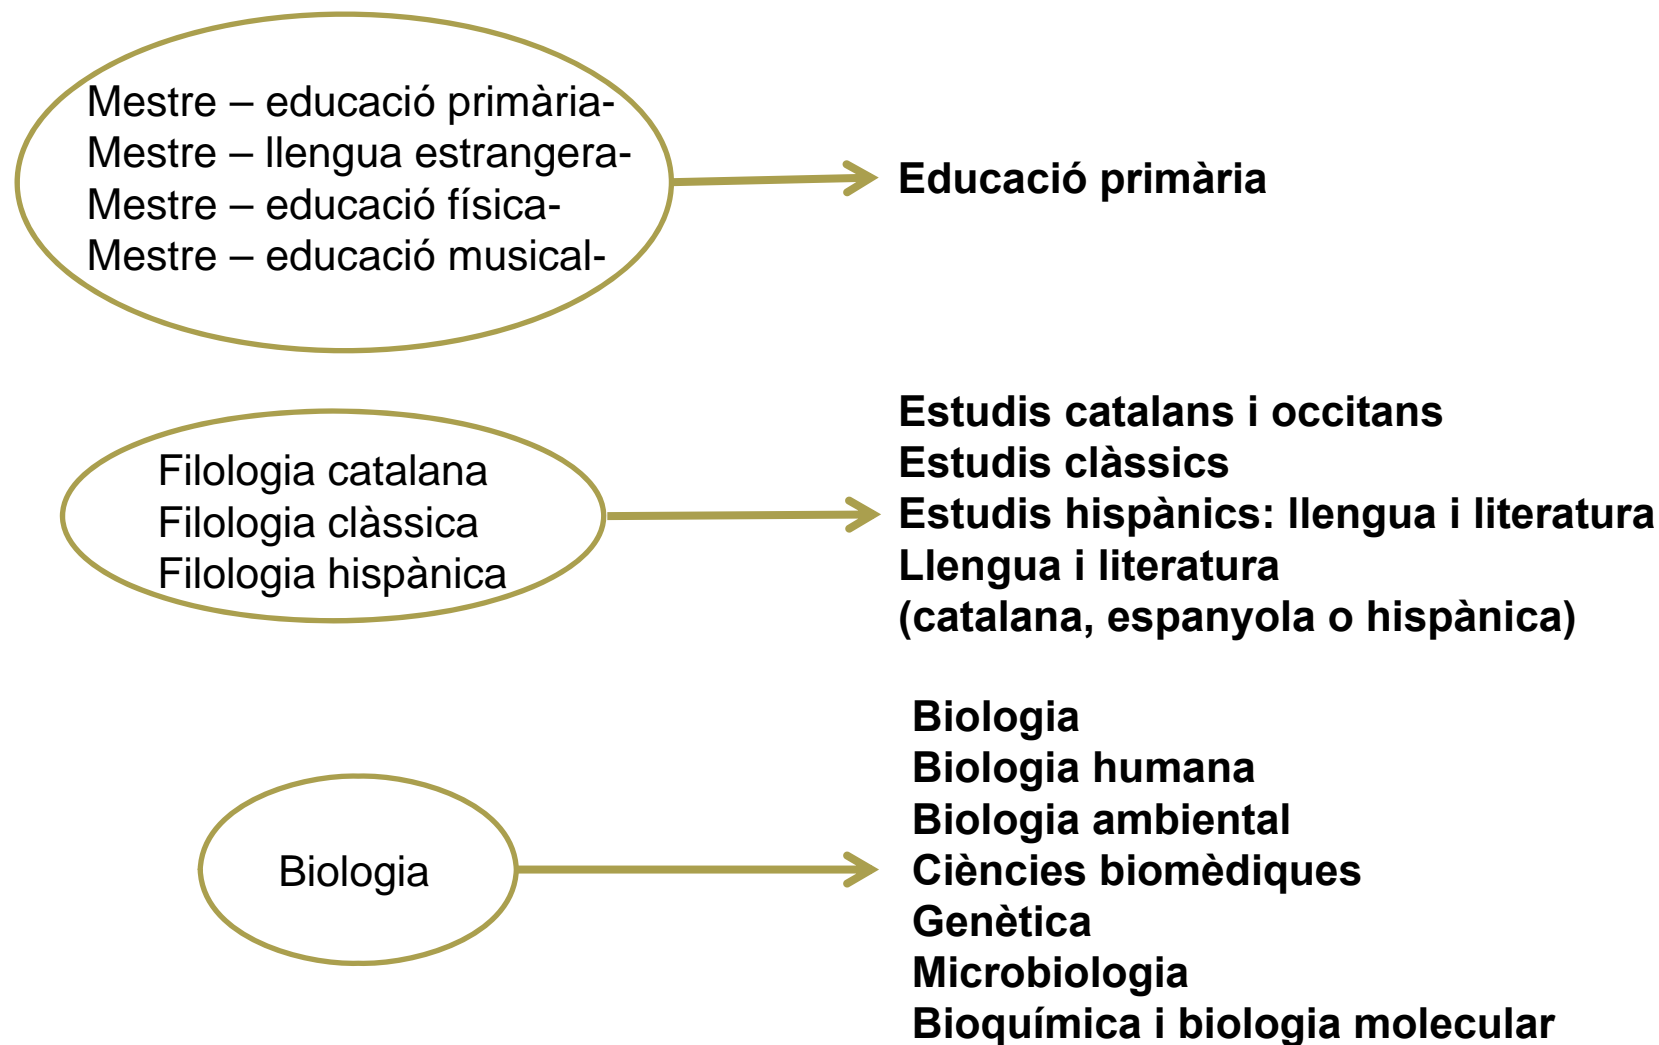 Mestre – educació primària-
Mestre – llengua estrangera-
Mestre – educació física-
Mestre – educació musical-
Educació primària
Filologia catalana
Filologia clàssica
Filologia hispànica
Estudis catalans i occitans
Estudis clàssics
Estudis hispànics: llengua i literatura
Llengua i literatura
(catalana, espanyola o hispànica)
Biologia
Biologia
Biologia humana
Biologia ambiental
Ciències biomèdiques
Genètica
Microbiologia
Bioquímica i biologia molecular